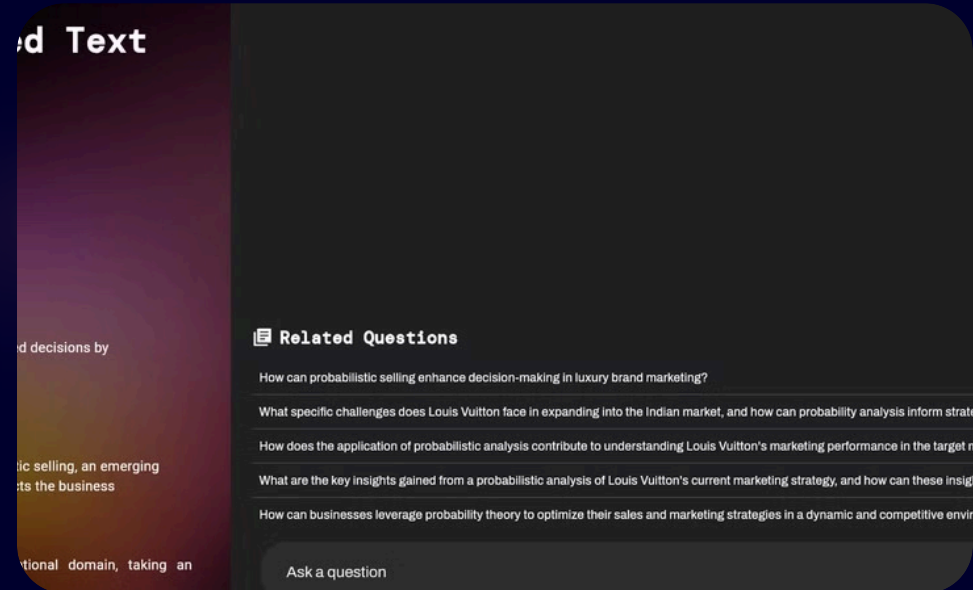 ed Text
ed decisions by
tic selling, an emerging
cts the business
tional domain, taking an
Related Questions
How can probabilistic selling enhance decision-making in luxury brand marketing?
What specific challenges does Louis Vuitton face in expanding into the Indian market, and how can probability analysis inform strate
How does the application of probabilistic analysis contribute to understanding Louis Vuitton's marketing performance in the target m
What are the key insights gained from a probabilistic analysis of Louis Vuitton's current marketing strategy, and how can these insig
How can businesses leverage probability theory to optimize their sales and marketing strategies in a dynamic and competitive envir
Ask a question